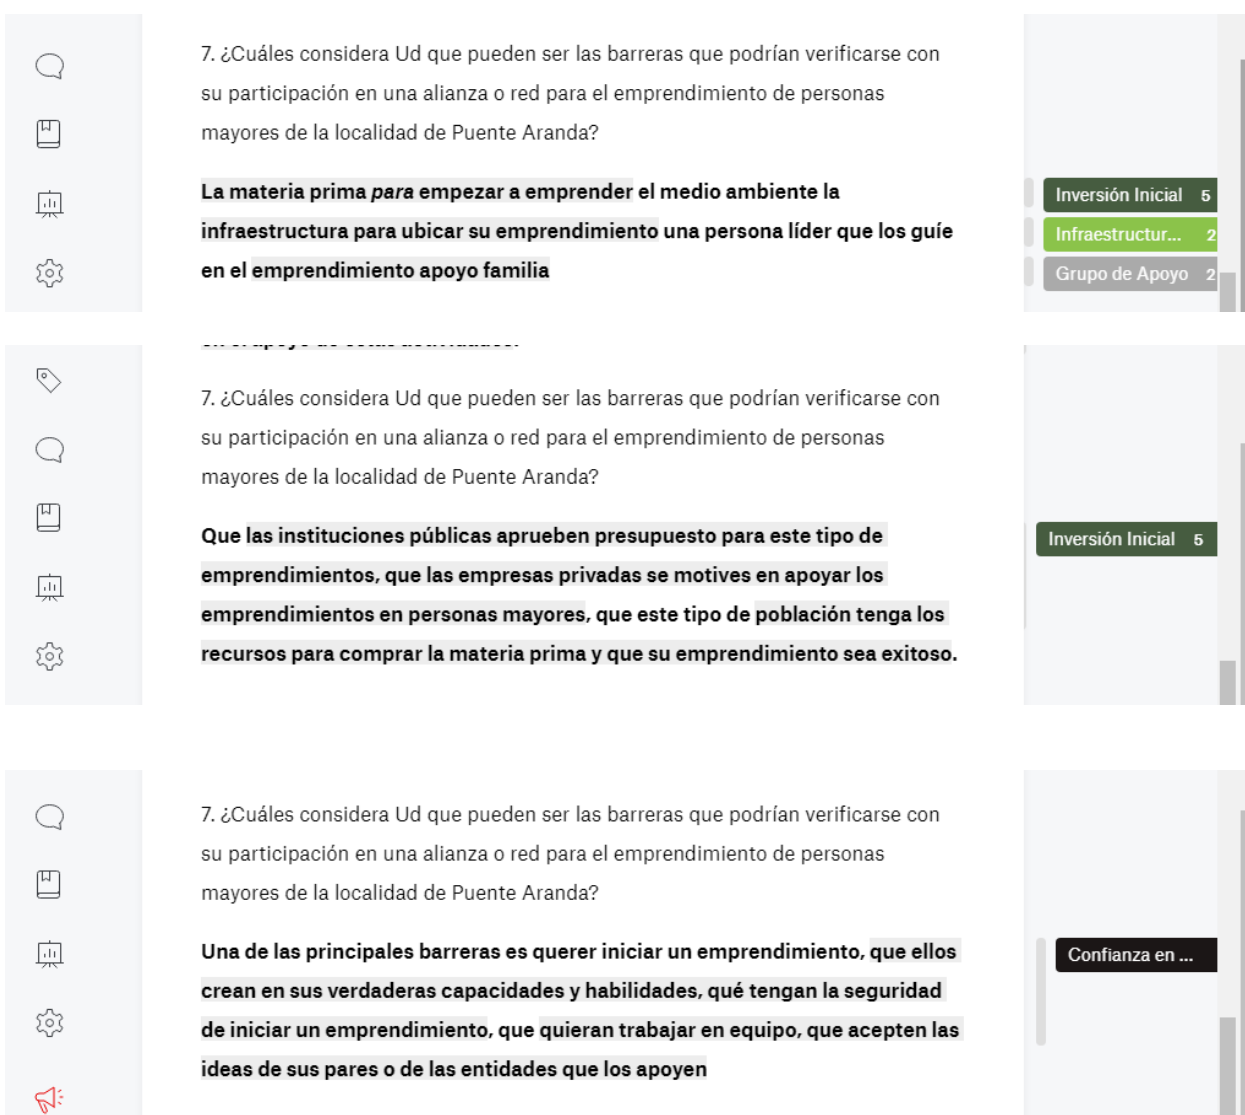 7. ¿Cuáles considera Ud que pueden ser las barreras que podrían verificarse con
su participación en una alianza o red para el emprendimiento de personas
mayores de la localidad de Puente Aranda?
La materia prima para empezar a emprender el medio ambiente la
infraestructura para ubicar su emprendimiento una persona líder que los guíe
en el emprendimiento apoyo familia
Inversión Inicial 5
Infraestructur... 2
Grupo de Apoyo 2
7. ¿Cuáles considera Ud que pueden ser las barreras que podrían verificarse con
su participación en una alianza o red para el emprendimiento de personas
mayores de la localidad de Puente Aranda?
Que las instituciones públicas aprueben presupuesto para este tipo de
emprendimientos, que las empresas privadas se motives en apoyar los
emprendimientos en personas mayores, que este tipo de población tenga los
recursos para comprar la materia prima y que su emprendimiento sea exitoso.
Inversión Inicial 5
7. ¿Cuáles considera Ud que pueden ser las barreras que podrían verificarse con
su participación en una alianza o red para el emprendimiento de personas
mayores de la localidad de Puente Aranda?
Una de las principales barreras es querer iniciar un emprendimiento, que ellos
crean en sus verdaderas capacidades y habilidades, qué tengan la seguridad
de iniciar un emprendimiento, que quieran trabajar en equipo, que acepten las
ideas de sus pares o de las entidades que los apoyen
Confianza en ...